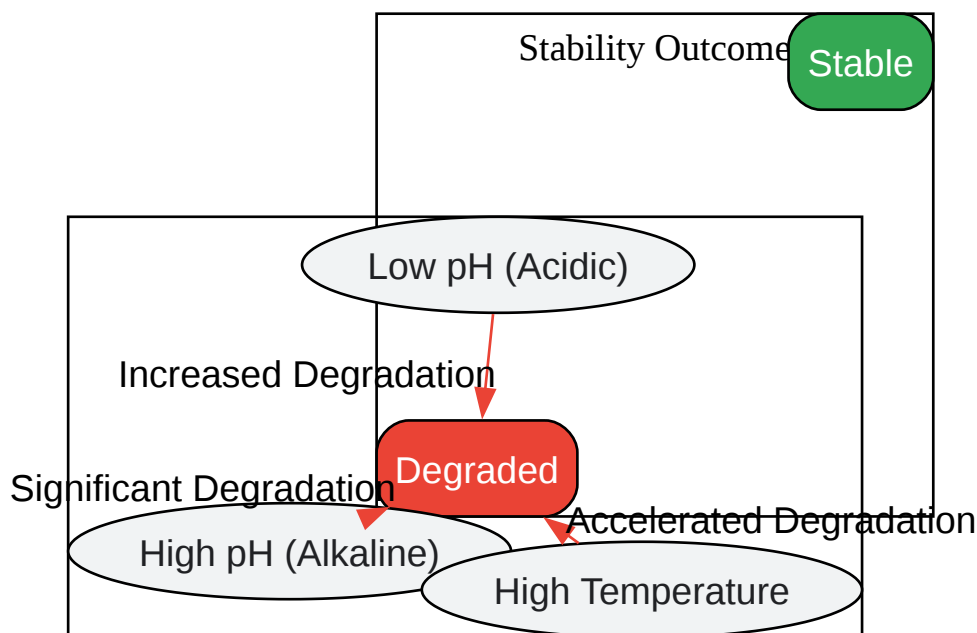 Stability Outcome
Stable
Low pH (Acidic)
Increased Degradation
Degraded
Significant Degradation
Accelerated Degradation
High pH (Alkaline)
High Temperature